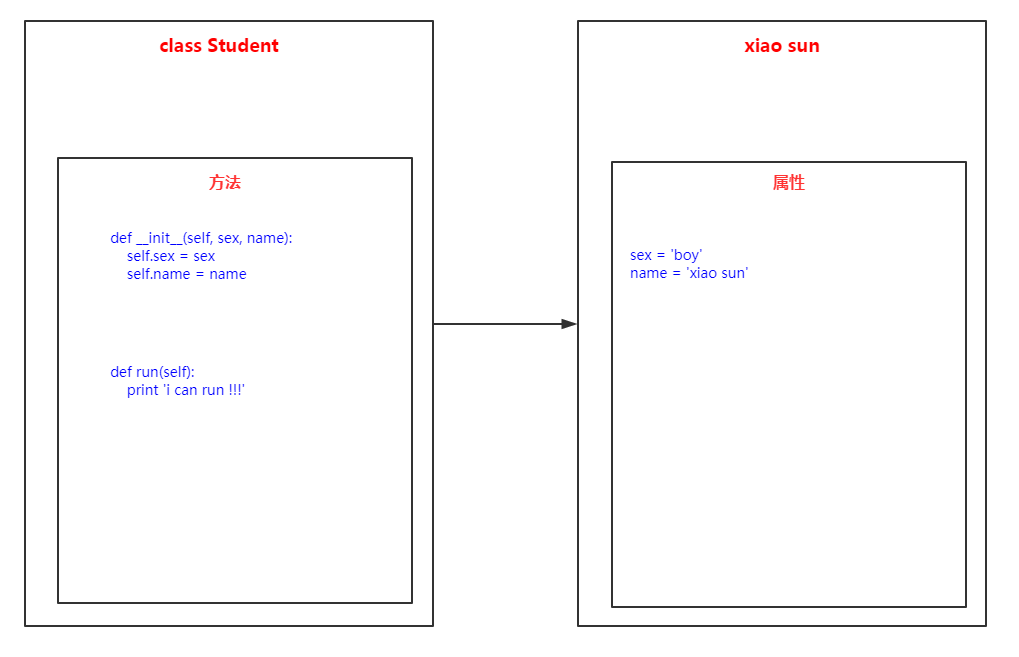 class Student
方法
def __init__(self, sex, name):
    self.sex = sex
    self.name = name
def run(self):
    print 'i can run !!!'
xiao sun
属性
sex = 'boy'
name = 'xiao sun'